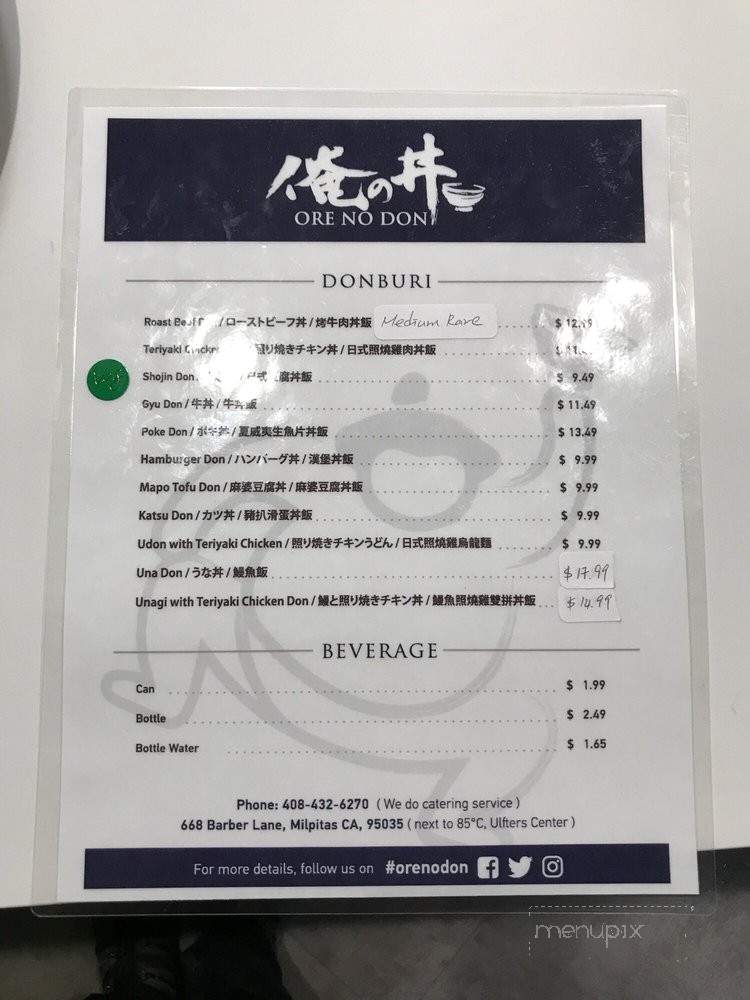 俺の丼
ORE NO DON
DONBURI
Roast Beef / ローストビーフ丼 / 烤牛肉丼飯 Medium Rare $ 12.
Teriyaki 照り焼きチキン丼 / 日式照燒雞肉丼飯
Shojin Don 腐丼飯 $ 9.49
Gyu Don / 牛丼 / 牛丼飯 $ 11.49
Poke Don / ポキ丼 / 夏威夷生魚片丼飯 $ 13.49
Hamburger Don / ハンバーグ丼 / 漢堡丼飯 $ 9.99
Mapo Tofu Don / 麻婆豆腐丼 / 麻婆豆腐丼飯 $ 9.99
Katsu Don / カツ丼 / 豬扒滑蛋丼飯 $ 9.99
Udon with Teriyaki Chicken / 照り焼きチキンうどん / 日式照燒雞烏龍麵 $ 9.99
Una Don / うな丼 / 鰻魚飯 $17.99
Unagi with Teriyaki Chicken Don / 鰻と照り焼きチキン丼 / 鰻魚照燒雞雙拼丼飯 $14.99
BEVERAGE
Can $ 1.99
Bottle $ 2.49
Bottle Water $ 1.65
Phone: 408-432-6270 ( We do catering service )
668 Barber Lane, Milpitas CA, 95035 ( next to 85°C, Ulfters Center )
For more details, follow us on #orenodon
menupix